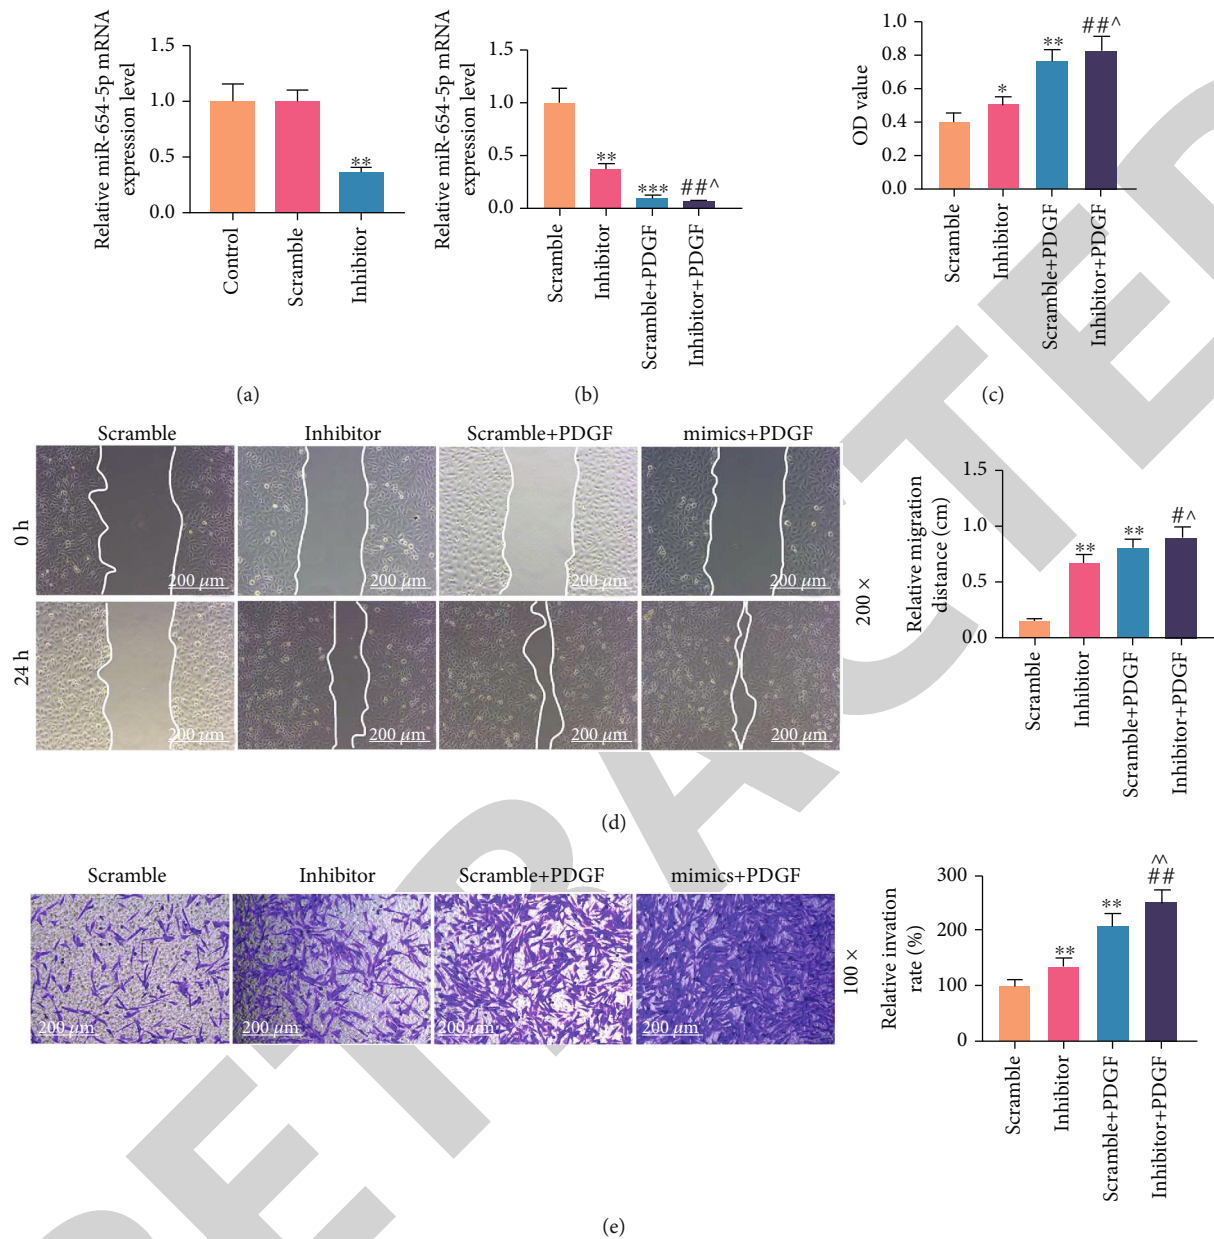 Relative miR-654-5p mRNA
expression level
1.5
1.0
0.5
0.0
**
Control
Scramble
Inhibitor
(a)
Relative miR-654-5p mRNA
expression level
1.5
1.0
0.5
0.0
**
***
##^
Scramble
Inhibitor
Scramble+PDGF
Inhibitor+PDGF
(b)
OD value
1.0
0.8
0.6
0.4
0.2
0.0
*
**
##^
Scramble
Inhibitor
Scramble+PDGF
Inhibitor+PDGF
(c)
Scramble
Inhibitor
Scramble+PDGF
mimics+PDGF
0 h
200 μm
200 μm
200 μm
200 μm
24 h
200 μm
200 μm
200 μm
200 μm
200 ×
Relative migration
distance (cm)
1.5
1.0
0.5
0.0
**
**
#^
Scramble
Inhibitor
Scramble+PDGF
Inhibitor+PDGF
(d)
Scramble
Inhibitor
Scramble+PDGF
mimics+PDGF
200 μm
200 μm
200 μm
200 μm
100 ×
Relative invation
rate (%)
300
200
100
0
**
**
^^
##
Scramble
Inhibitor
Scramble+PDGF
Inhibitor+PDGF
(e)
RETRACTED